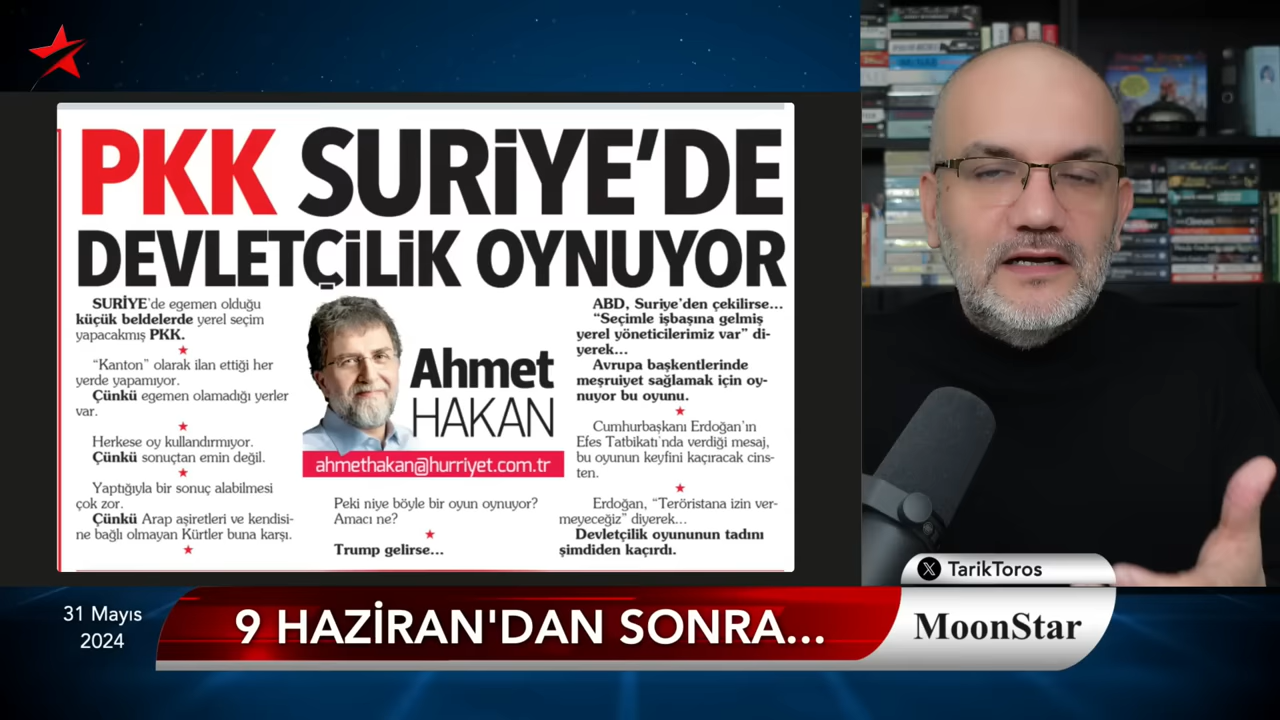 PKK SURİYE'DE
DEVLETÇİLİK OYNUYOR
SURİYE'de egemen olduğu
küçük beldelerde yerel seçim
yapacakmış PKK.
"Kanton" olarak ilan ettiği her
yerde yapamıyor.
Çünkü egemen olamadığı yerler
var.
Herkese oy kullandırmıyor.
Çünkü sonuçtan emin değil.
Yaptığıyla bir sonuç alabilmesi
çok zor.
Çünkü Arap aşiretleri ve kendisi-
ne bağlı olmayan Kürtler buna karşı.
Ahmet
HAKAN
ahmethakan@hurriyet.com.tr
Peki niye böyle bir oyun oynuyor?
Amacı ne?
Trump gelirse...
ABD, Suriye'den çekilirse...
"Seçimle işbaşına gelmiş
yerel yöneticilerimiz var" di-
yerek...
Avrupa başkentlerinde
meşruiyet sağlamak için oy-
nuyor bu oyunu.
Cumhurbaşkanı Erdoğan'ın
Efes Tatbikatı'nda verdiği mesaj,
bu oyunun keyfini kaçıracak cins-
ten.
Erdoğan, "Teröristana izin ver-
meyeceğiz" diyerek...
Devletçilik oyununun tadını
şimdiden kaçırdı.
TarikToros
MoonStar
31 Mayıs
2024
9 HAZİRAN'DAN SONRA...